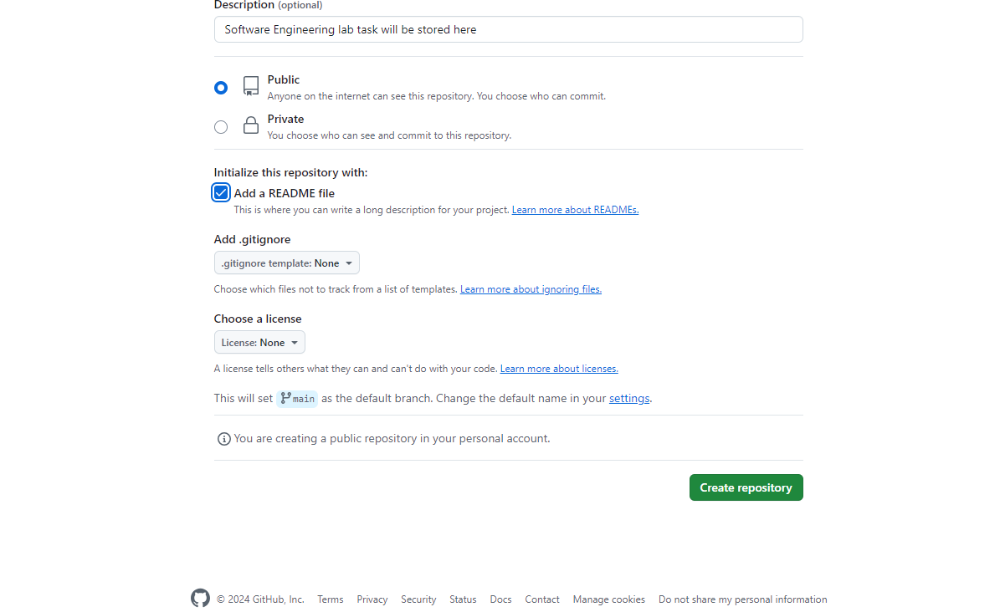 Description (optional)
Software Engineering lab task will be stored here
Public
Anyone on the internet can see this repository. You choose who can commit.
Private
You choose who can see and commit to this repository.
Initialize this repository with:
Add a README file
This is where you can write a long description for your project. Learn more about READMEs.
Add .gitignore
.gitignore template: None
Choose which files not to track from a list of templates. Learn more about ignoring files.
Choose a license
License: None
A license tells others what they can and can't do with your code. Learn more about licenses.
This will set main as the default branch. Change the default name in your settings.
You are creating a public repository in your personal account.
Create repository
© 2024 GitHub, Inc. Terms Privacy Security Status Docs Contact Manage cookies Do not share my personal information